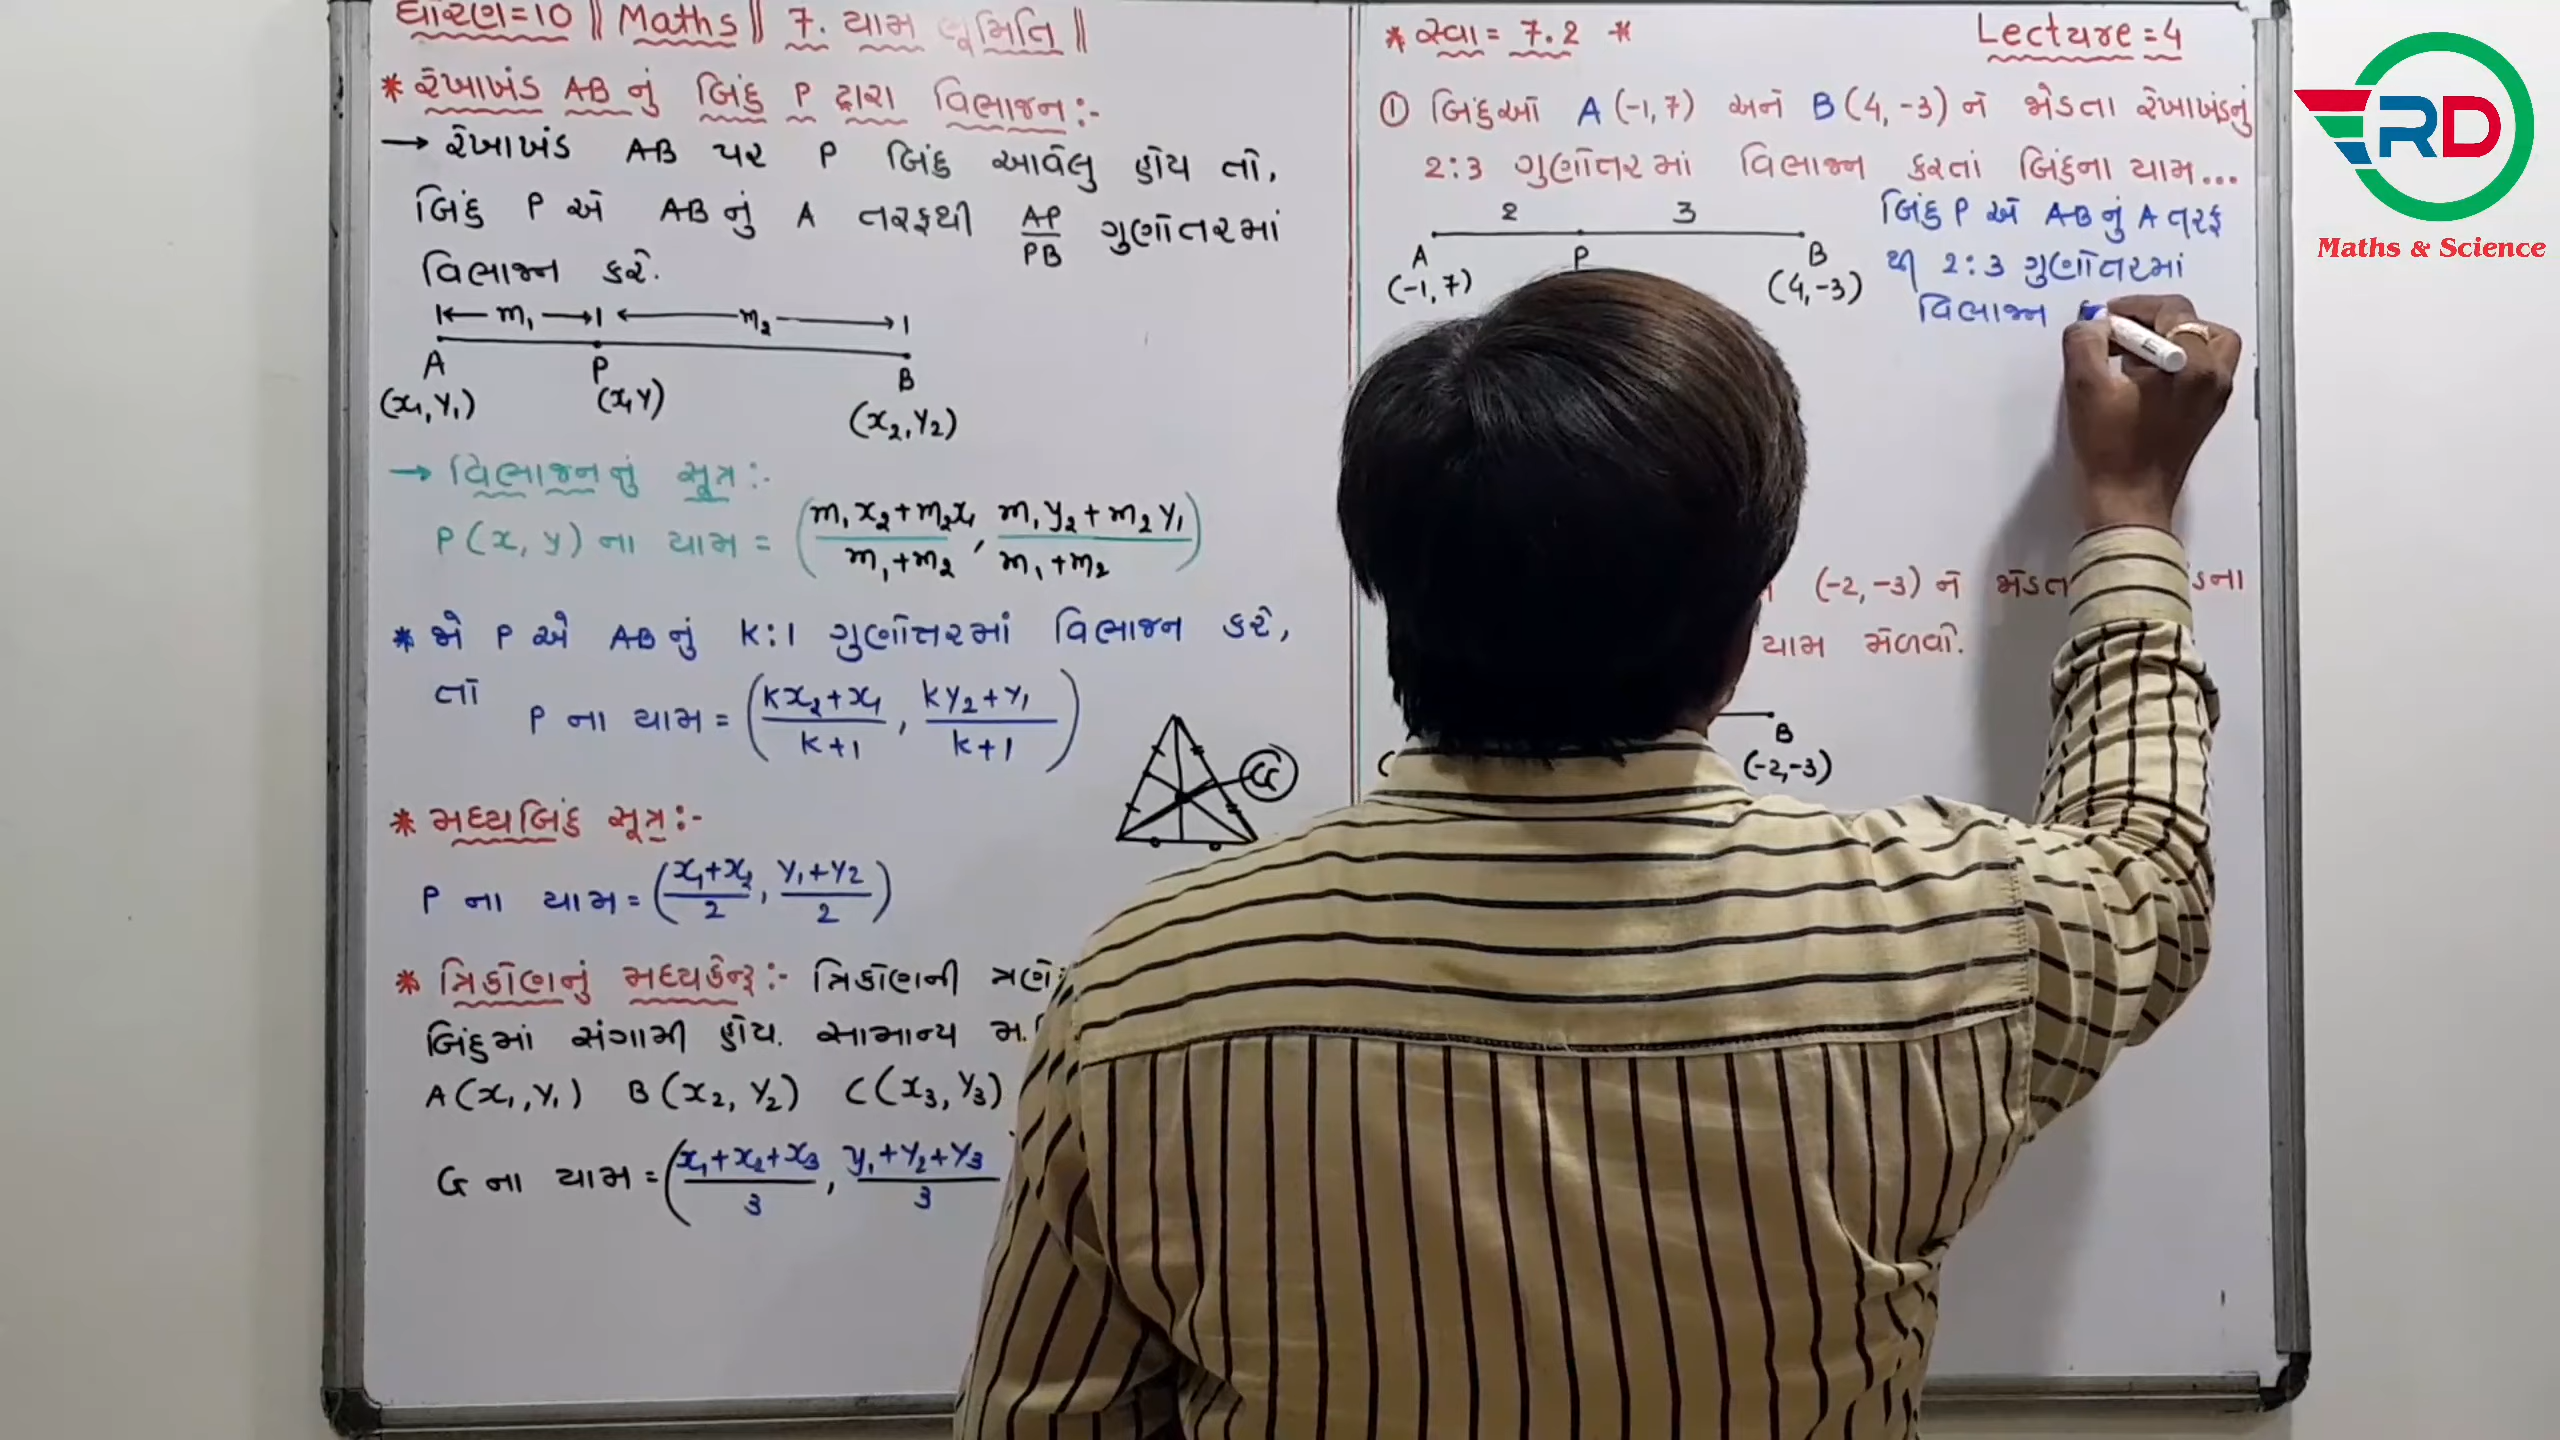 ધોરણ=10 || Maths || 7. યામ ભૂમિતિ ||
* રેખાખંડ AB નું બિંદુ P દ્વારા વિભાજન :-
→ રેખાખંડ AB પર P બિંદુ આવેલુ હોય તો,
બિંદુ P એ AB નું A તરફથી AP/PB ગુણોતરમાં
વિભાજન કરે.
m₁ m₂
A P B
(x₁, y₁) (x, y) (x₂, y₂)
→ વિભાજનનું સૂત્ર :-
P(x, y) ના યામ = ((m₁x₂+m₂x₁)/(m₁+m₂), (m₁y₂+m₂y₁)/(m₁+m₂))
* જો P એ AB નું K:1 ગુણોત્તરમાં વિભાજન કરે,
તો P ના યામ = ((kx₂+x₁)/(k+1), (ky₂+y₁)/(k+1))
G
* મધ્યબિંદુ સૂત્ર :-
P ના યામ = ((x₁+x₂)/2, (y₁+y₂)/2)
* ત્રિકોણનું મધ્યકેન્દ્ર :- ત્રિકોણની ત્રણે
બિંદુમાં સંગામી હોય. સામાન્ય મ.
A(x₁, y₁) B(x₂, y₂) C(x₃, y₃)
G ના યામ = ((x₁+x₂+x₃)/3, (y₁+y₂+y₃)/3
* સ્વા = 7.2 * Lecture = 4
① બિંદુઓ A(-1,7) અને B(4,-3) ને જોડતા રેખાખંડનું
2:3 ગુણોતરમાં વિભાજન કરતાં બિંદુના યામ...
2 3
A P B
(-1,7) (4,-3)
બિંદુ P એ AB નું A તરફ
થી 2:3 ગુણોતરમાં
વિભાજન
(-2,-3) ને
યામ મેળવો.
B
(-2,-3)
RD
Maths & Science